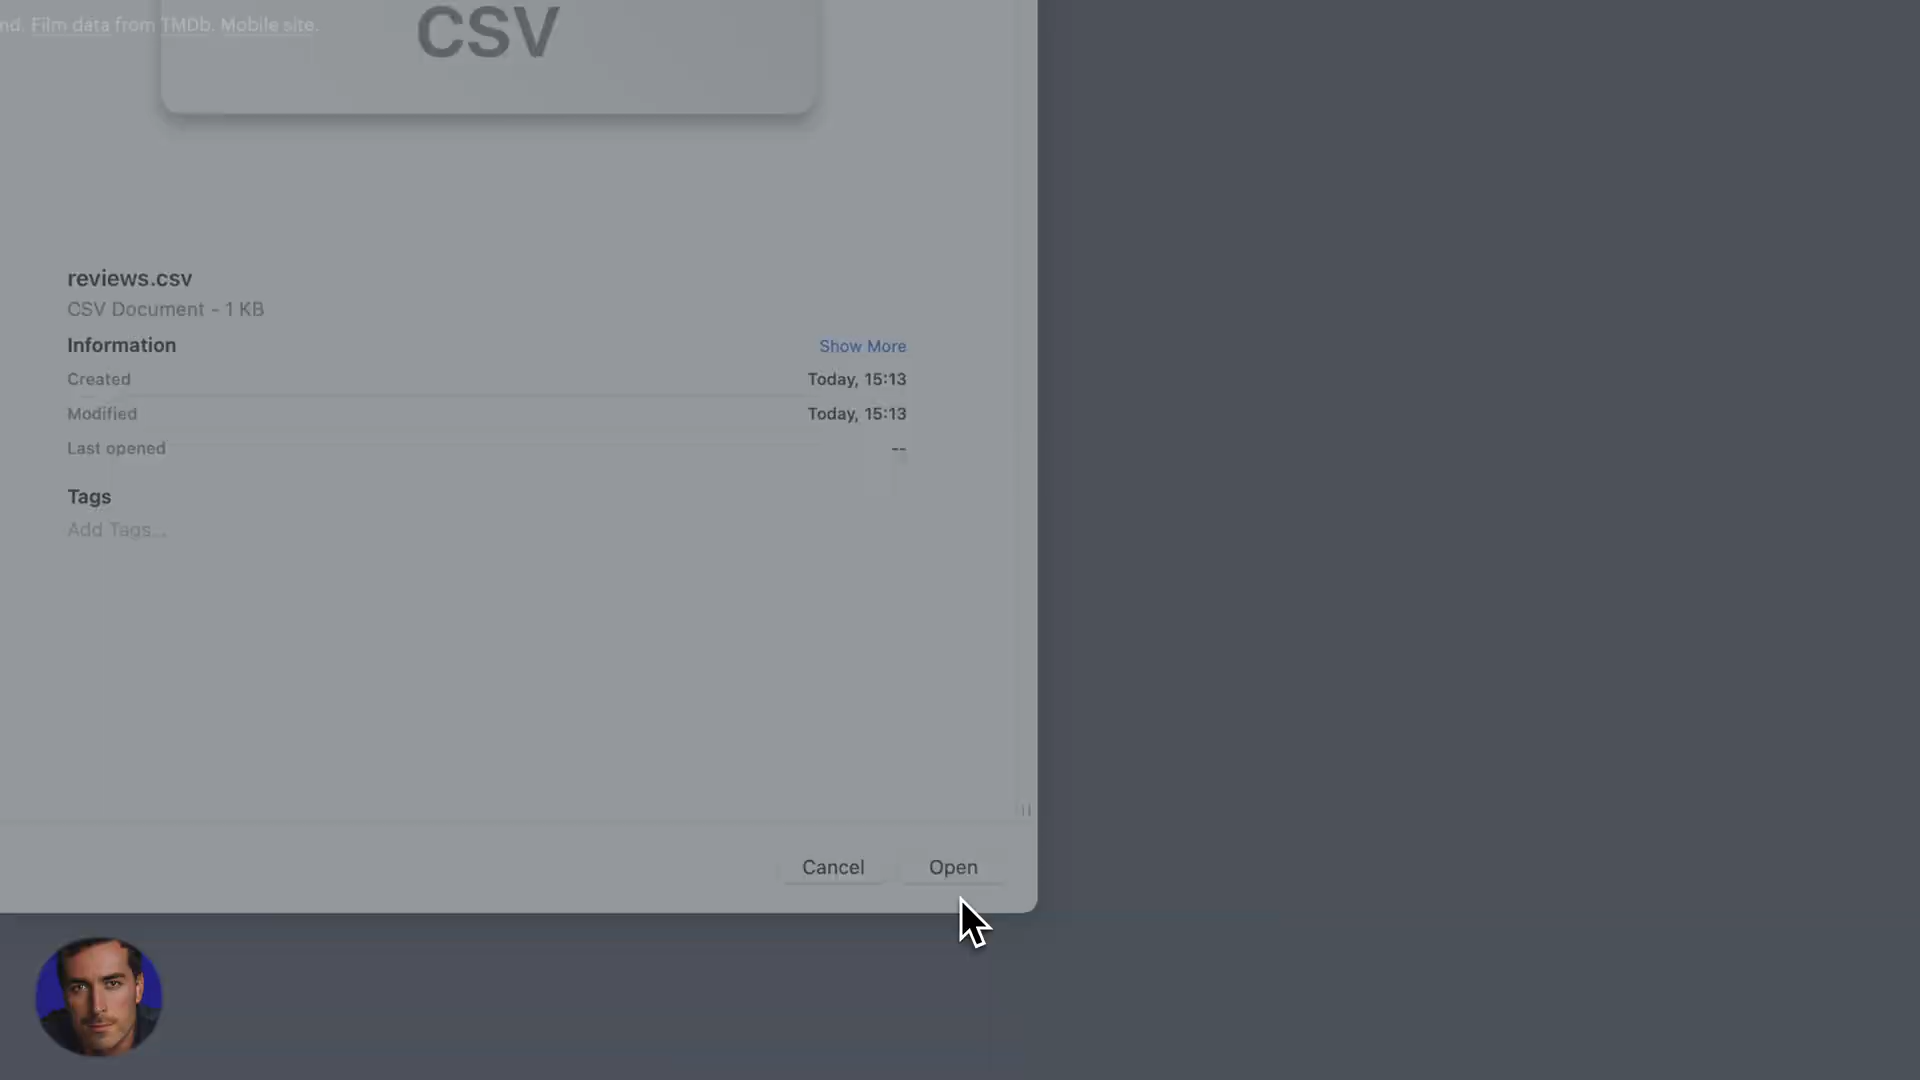 nd. Film data from TMDb. Mobile site.
CSV
reviews.csv
CSV Document - 1 KB
Information
Show More
Created
Today, 15:13
Modified
Today, 15:13
Last opened
--
Tags
Add Tags...
Cancel
Open